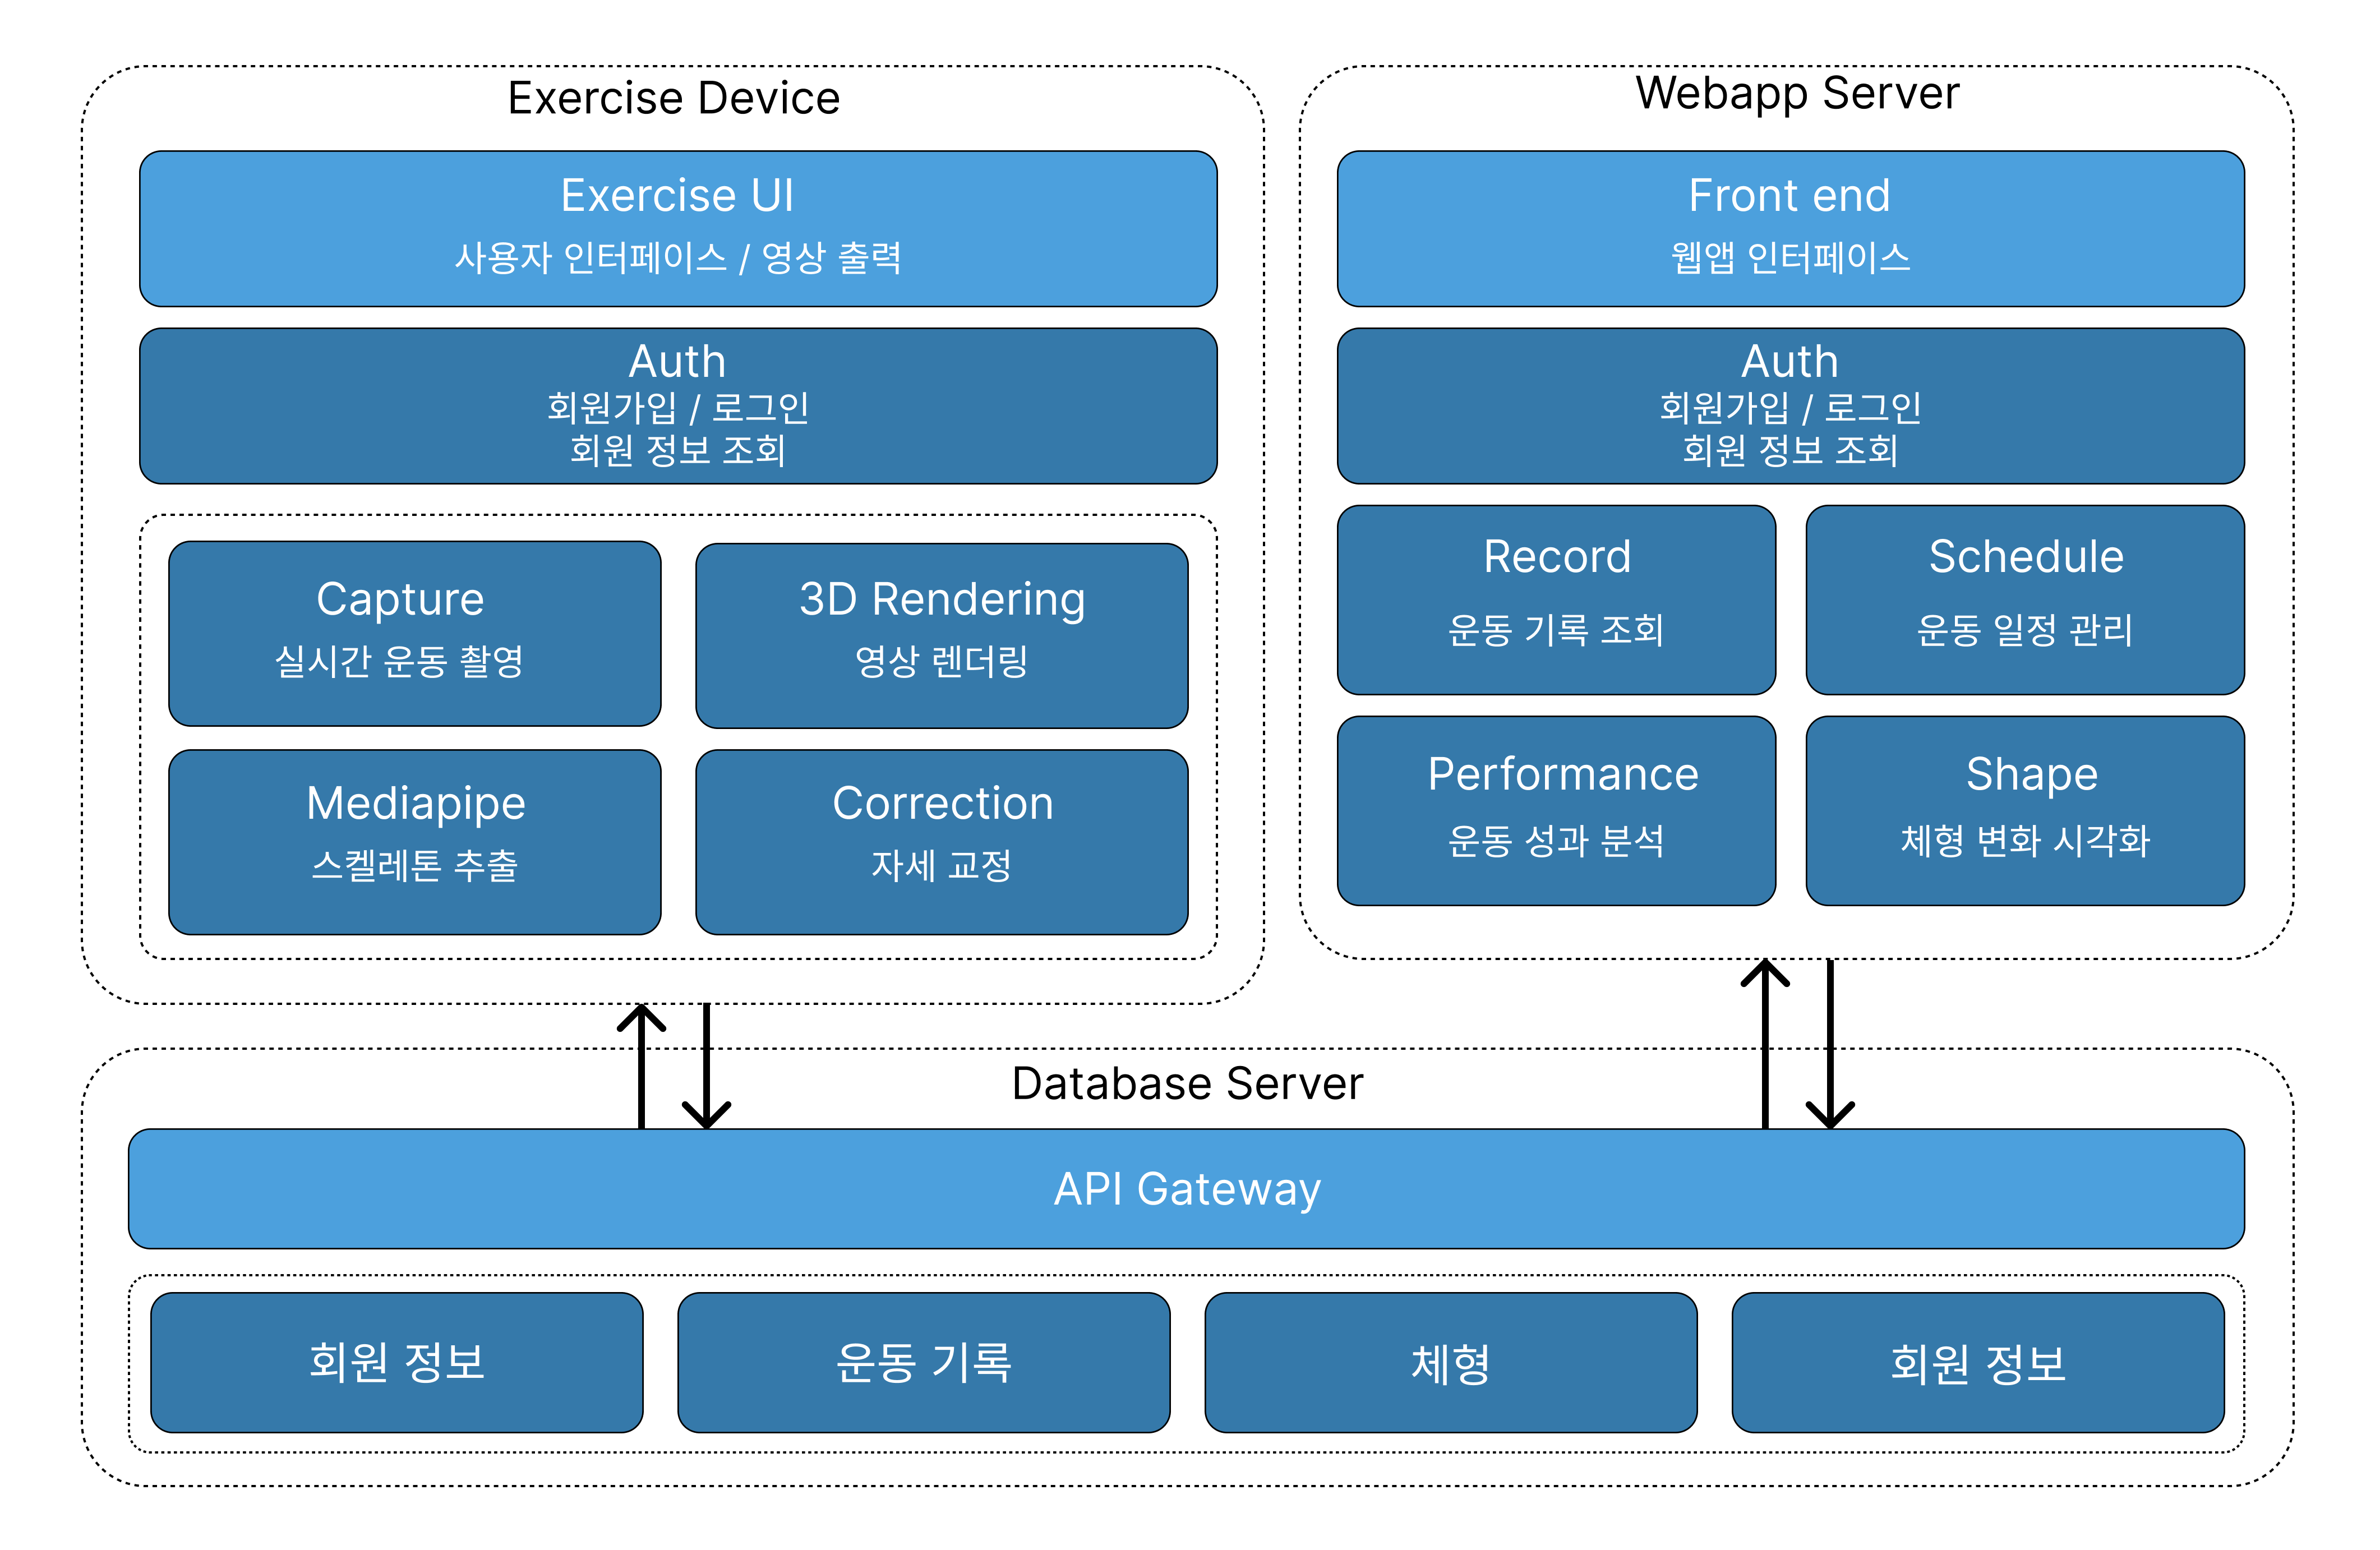 Exercise Device
Exercise UI
사용자 인터페이스 / 영상 출력
Auth
회원가입 / 로그인
회원 정보 조회
Capture
실시간 운동 촬영
3D Rendering
영상 렌더링
Mediapipe
스켈레톤 추출
Correction
자세 교정
Webapp Server
Front end
웹앱 인터페이스
Auth
회원가입 / 로그인
회원 정보 조회
Record
운동 기록 조회
Schedule
운동 일정 관리
Performance
운동 성과 분석
Shape
체형 변화 시각화
Database Server
API Gateway
회원 정보
운동 기록
체형
회원 정보